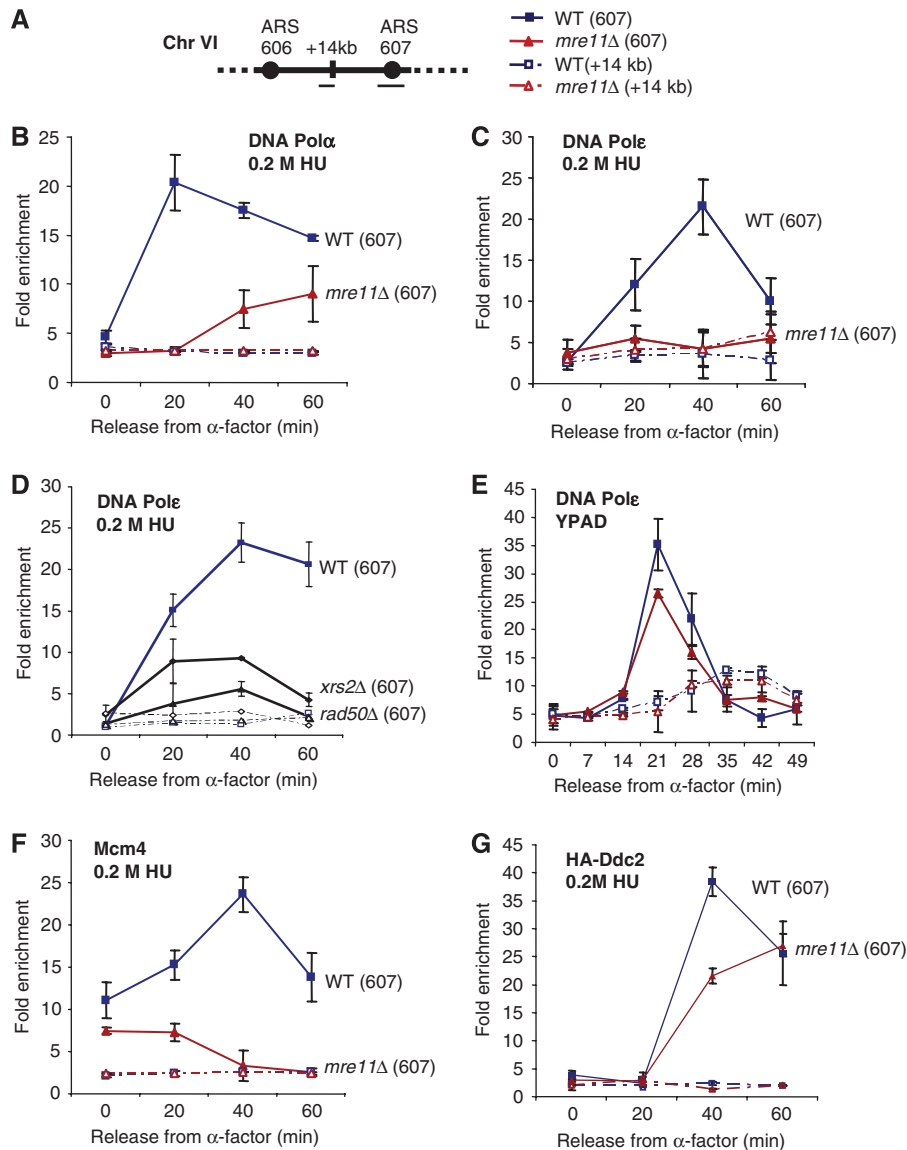 A
Chr VI
ARS
606
+14kb
ARS
607
WT (607)
mre11Δ (607)
WT(+14 kb)
mre11Δ (+14 kb)
B
DNA Polα
0.2 M HU
Fold enrichment
25
20
15
10
5
0
WT (607)
mre11Δ (607)
0 20 40 60
Release from α-factor (min)
C
DNA Polε
0.2 M HU
Fold enrichment
30
25
20
15
10
5
0
WT (607)
mre11Δ (607)
0 20 40 60
Release from α-factor (min)
D
DNA Polε
0.2 M HU
Fold enrichment
30
25
20
15
10
5
0
WT (607)
xrs2Δ (607)
rad50Δ (607)
0 20 40 60
Release from α-factor (min)
E
DNA Polε
YPAD
Fold enrichment
45
40
35
30
25
20
15
10
5
0
0 7 14 21 28 35 42 49
Release from α-factor (min)
F
Mcm4
0.2 M HU
Fold enrichment
30
25
20
15
10
5
0
WT (607)
mre11Δ (607)
0 20 40 60
Release from α-factor (min)
G
HA-Ddc2
0.2M HU
Fold enrichment
45
40
35
30
25
20
15
10
5
0
WT (607)
mre11Δ (607)
0 20 40 60
Release from α-factor (min)